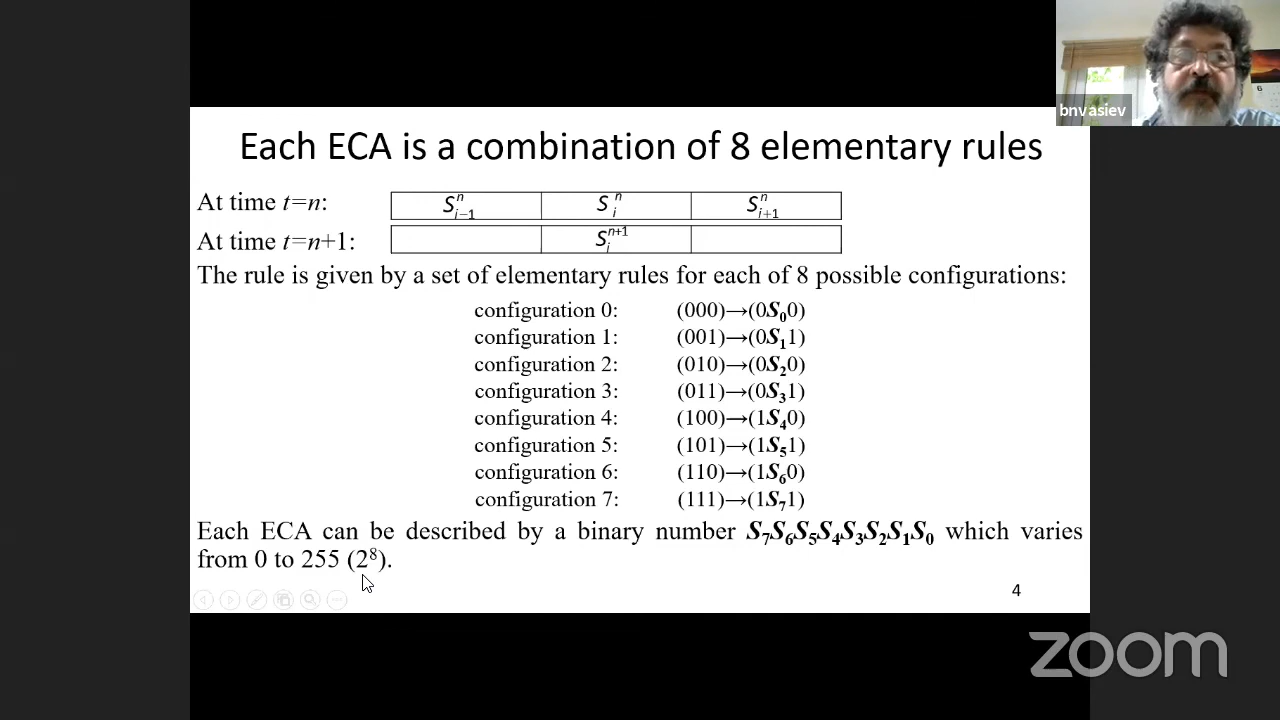 bnvasiev
Each ECA is a combination of 8 elementary rules
At time t=n: S_{i−1}^{n} S_{i}^{n} S_{i+1}^{n}
At time t=n+1: S_{i}^{n+1}
The rule is given by a set of elementary rules for each of 8 possible configurations:
configuration 0: (000)→(0S₀0)
configuration 1: (001)→(0S₁1)
configuration 2: (010)→(0S₂0)
configuration 3: (011)→(0S₃1)
configuration 4: (100)→(1S₄0)
configuration 5: (101)→(1S₅1)
configuration 6: (110)→(1S₆0)
configuration 7: (111)→(1S₇1)
Each ECA can be described by a binary number S₇S₆S₅S₄S₃S₂S₁S₀ which varies
from 0 to 255 (2⁸).
4
zoom